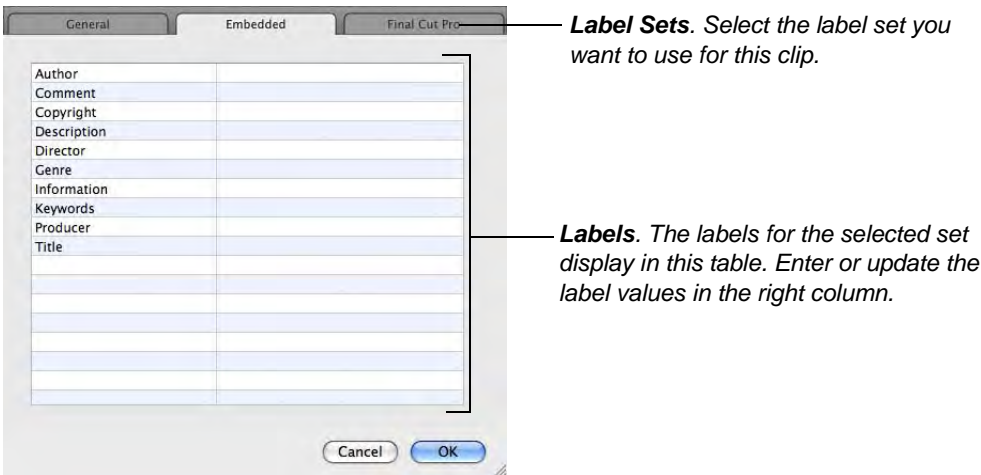 General Embedded Final Cut Pro
Label Sets. Select the label set you
want to use for this clip.
Author
Comment
Copyright
Description
Director
Genre
Information
Keywords
Producer
Title
Labels. The labels for the selected set
display in this table. Enter or update the
label values in the right column.
Cancel OK